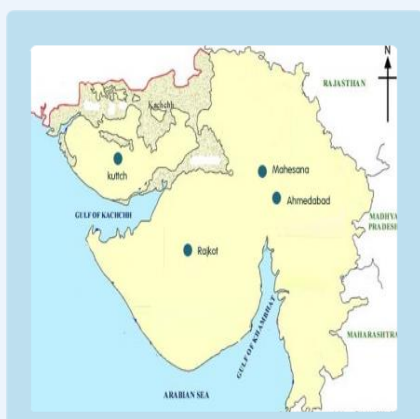 N
RAJASTHAN
Kachchh
Mahesana
kuttch
Ahmedabad
GULF OF KACHCHH
MADHYA
PRADESH
Rajkot
GULF OF KHAMBHAT
MAHARASHTRA
ARABIAN SEA